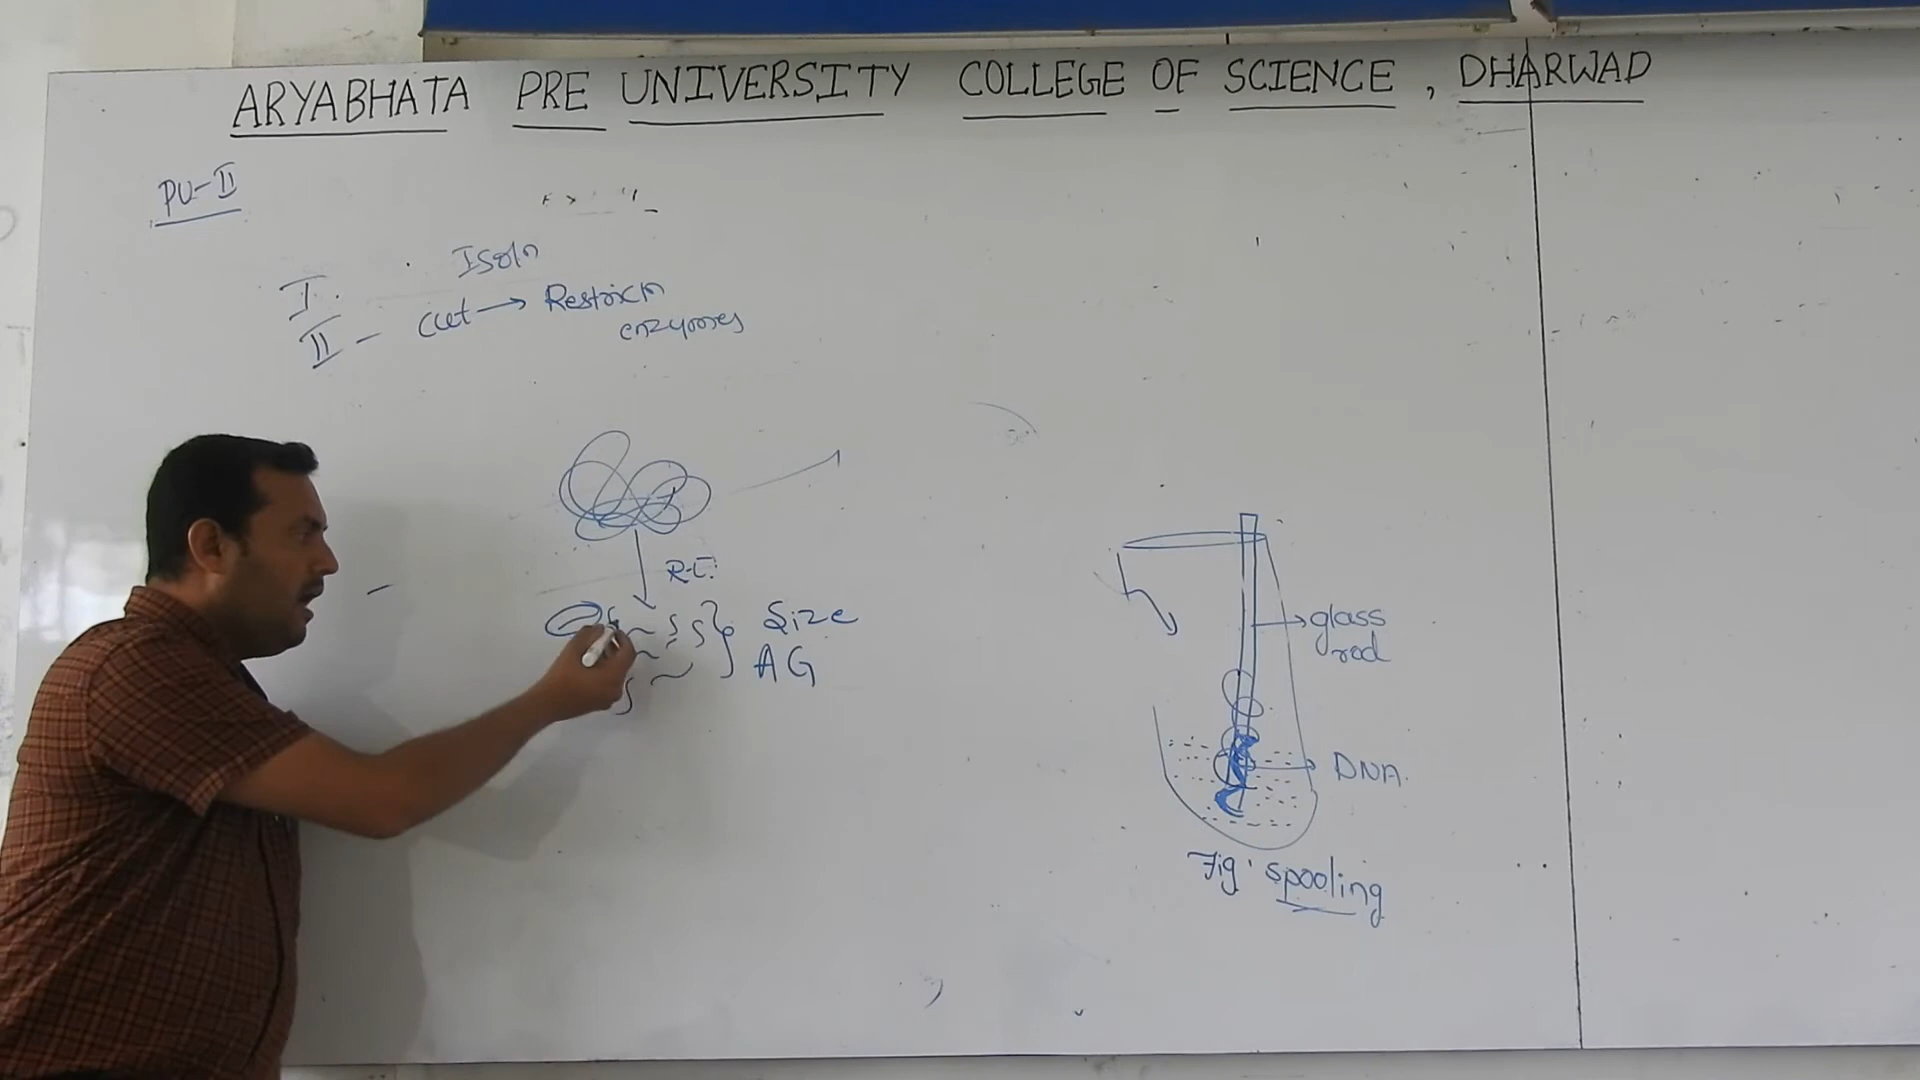 ARYABHATA PRE UNIVERSITY COLLEGE OF SCIENCE, DHARWAD
PU-II
I. Isoln
II - Cut → Restrictn
enzymes
R.E.
Size
AG
glass
rod
DNA.
Fig. spooling